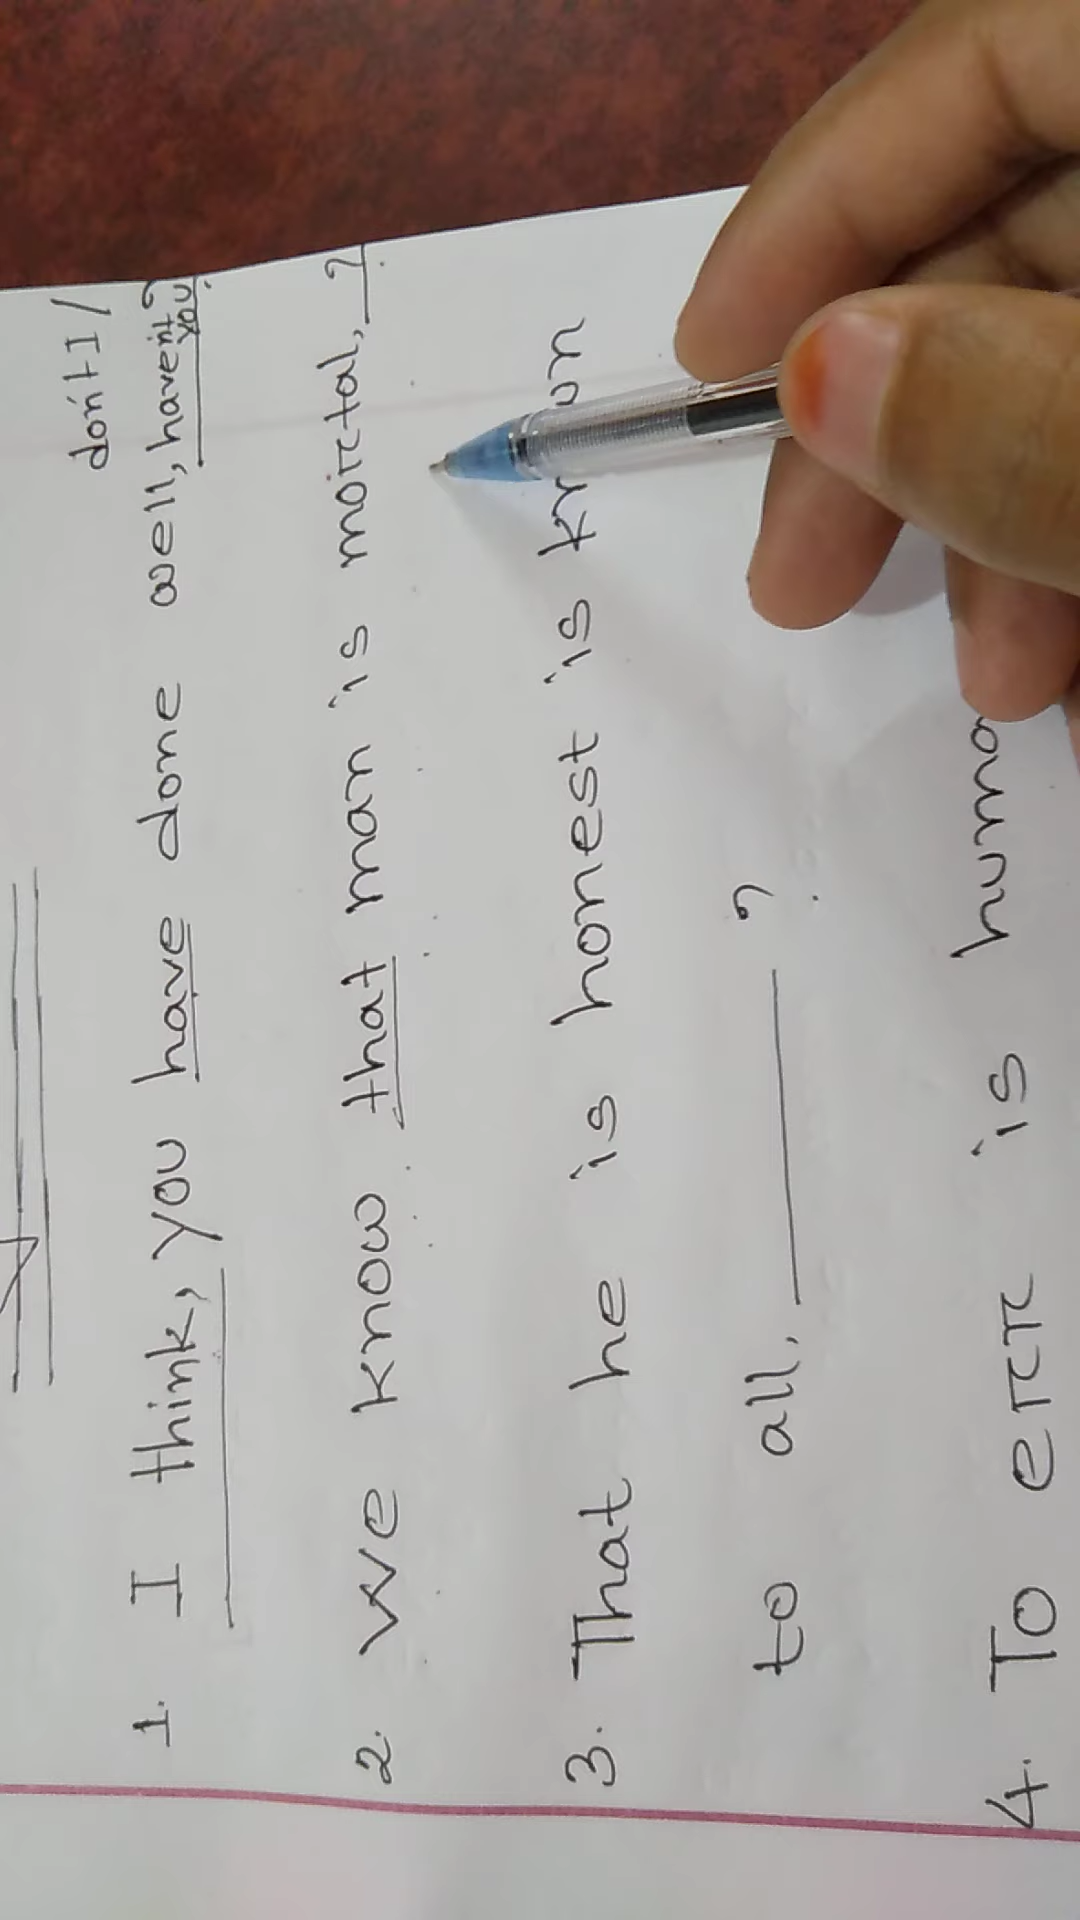 don't I /
1. I think, you have done well, haven't you?
2. We know that man is mortal, ?
3. That he is honest is known
to all, ?
4. To err is